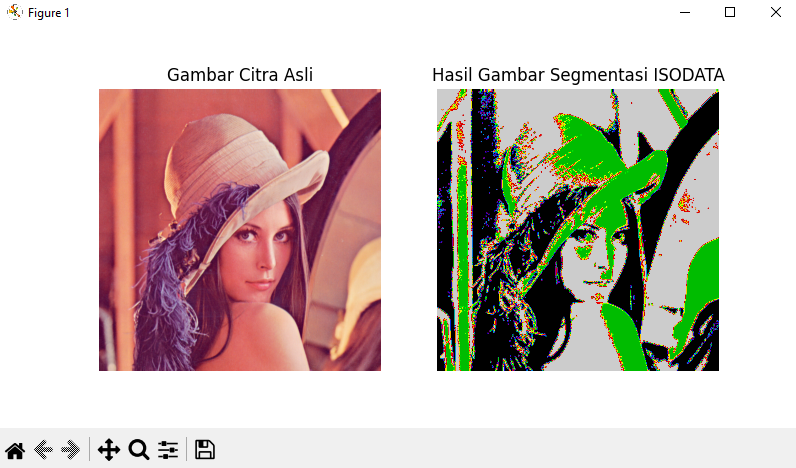 Figure 1
Gambar Citra Asli
Hasil Gambar Segmentasi ISODATA